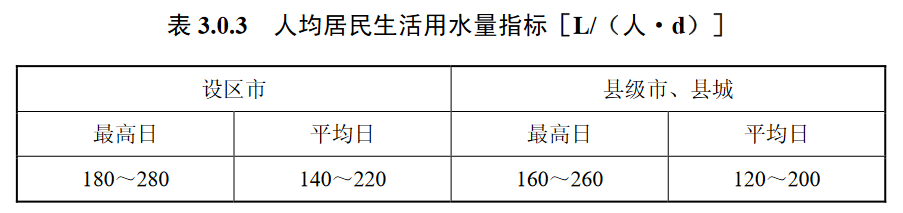 表 3.0.3 人均居民生活用水量指标［L/（人·d）］
设区市 县级市、县城
最高日 平均日 最高日 平均日
180～280 140～220 160～260 120～200